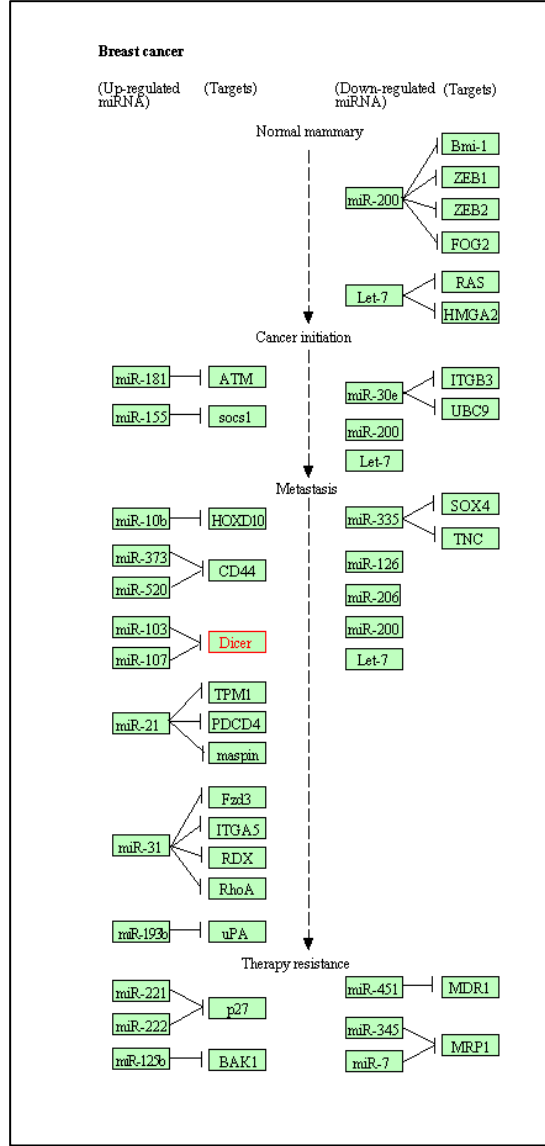 Breast cancer
(Up-regulated miRNA) (Targets) (Down-regulated miRNA) (Targets)
Normal mammary
Bmi-1
ZEB1
miR-200
ZEB2
FOG2
RAS
Let-7
HMGA2
Cancer initiation
miR-181 ATM
ITGB3
miR-30e
miR-155 socs1
UBC9
miR-200
Let-7
Metastasis
SOX4
miR-10b HOXD10
miR-335
TNC
miR-373
CD44
miR-126
miR-520
miR-206
miR-103
miR-200
Dicer
miR-107
Let-7
TPM1
miR-21 PDCD4
maspin
Fzd3
ITGA5
miR-31
RDX
RhoA
miR-193b uPA
Therapy resistance
miR-221
miR-451 MDR1
p27
miR-222
miR-345
MRP1
miR-125b BAK1
miR-7